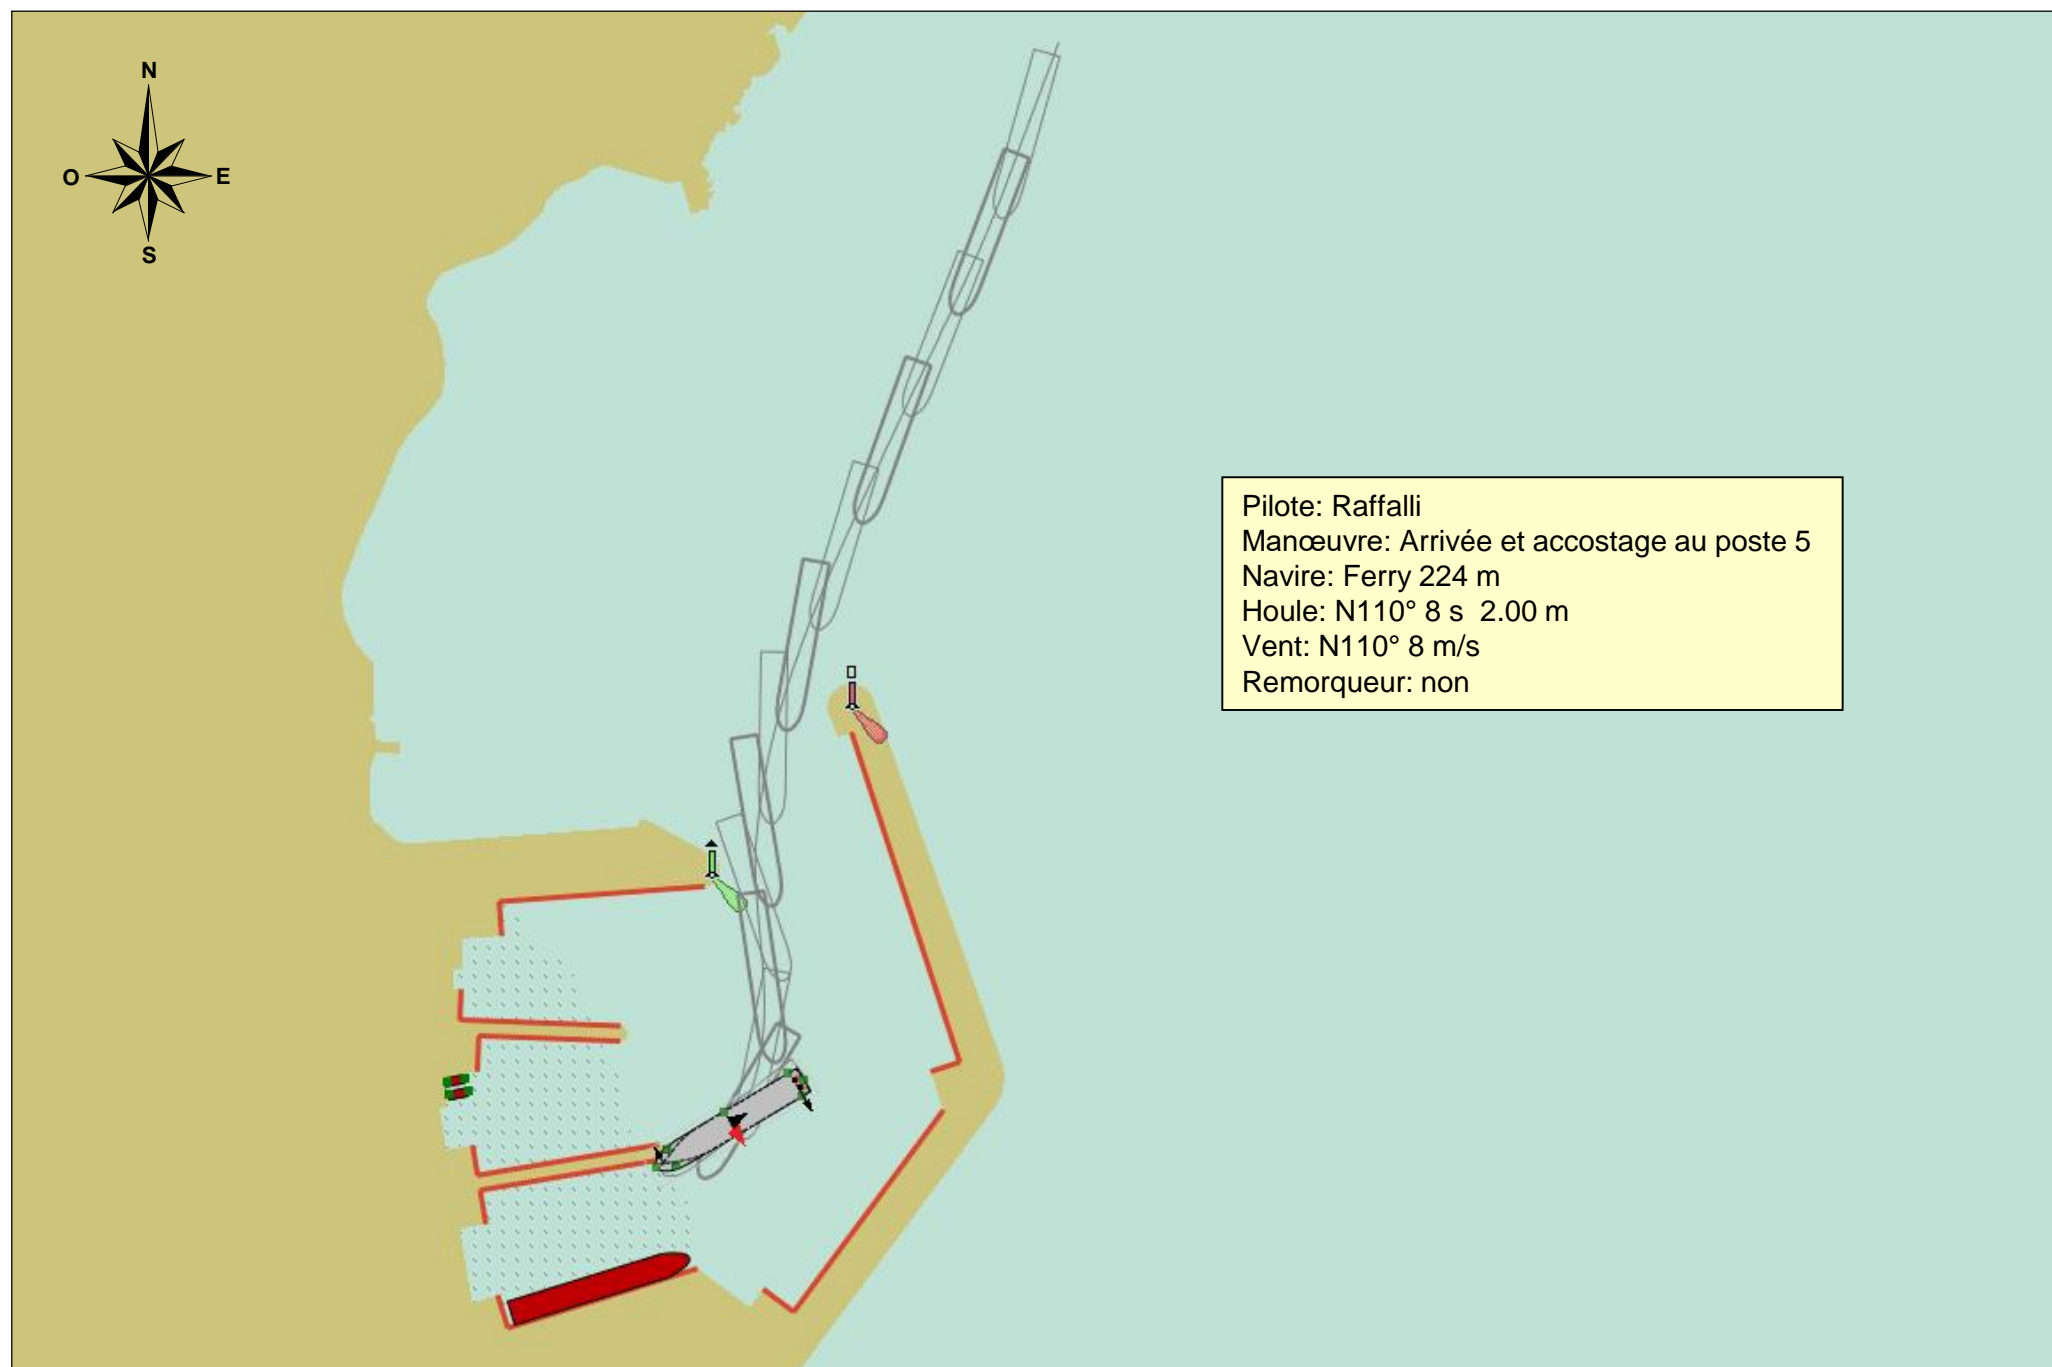 N
O
E
S
Pilote: Raffalli
Manœuvre: Arrivée et accostage au poste 5
Navire: Ferry 224 m
Houle: N110° 8 s  2.00 m
Vent: N110° 8 m/s
Remorqueur: non